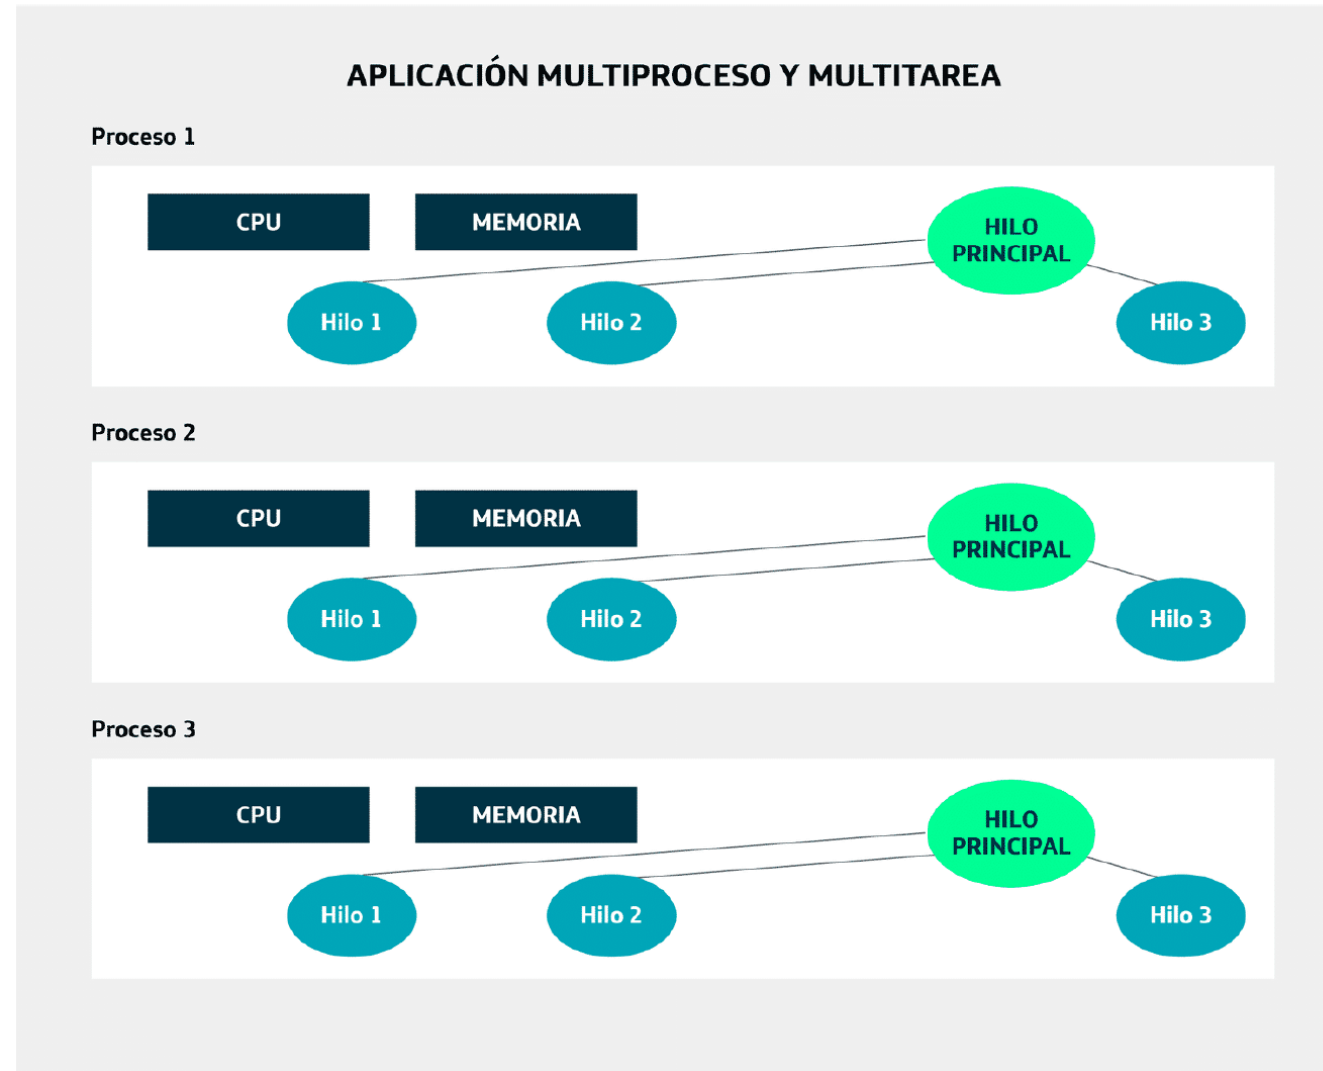 APLICACIÓN MULTIPROCESO Y MULTITAREA
Proceso 1
CPU
MEMORIA
HILO
PRINCIPAL
Hilo 1
Hilo 2
Hilo 3
Proceso 2
CPU
MEMORIA
HILO
PRINCIPAL
Hilo 1
Hilo 2
Hilo 3
Proceso 3
CPU
MEMORIA
HILO
PRINCIPAL
Hilo 1
Hilo 2
Hilo 3